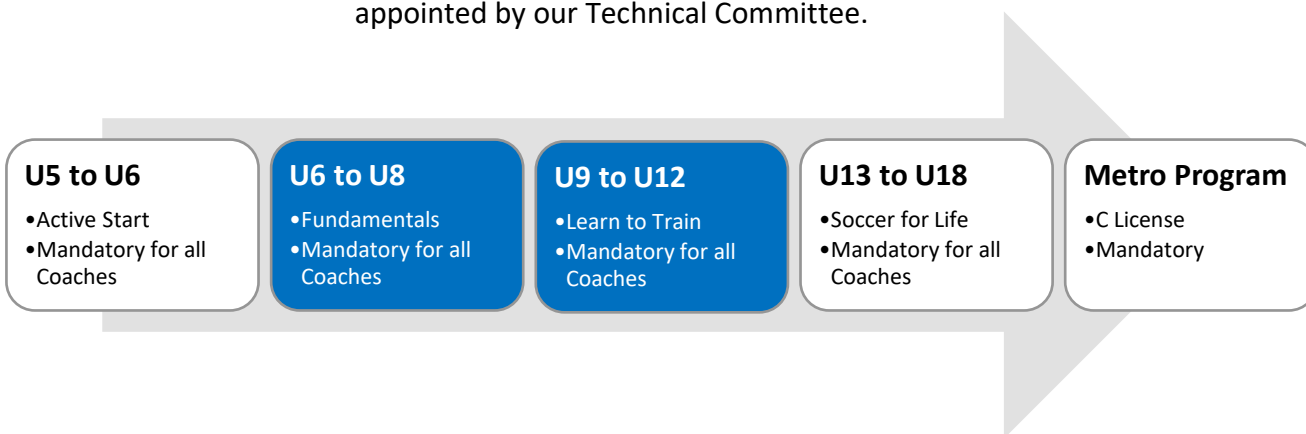 appointed by our Technical Committee.
U5 to U6
•Active Start
•Mandatory for all
Coaches
U6 to U8
•Fundamentals
•Mandatory for all
Coaches
U9 to U12
•Learn to Train
•Mandatory for all
Coaches
U13 to U18
•Soccer for Life
•Mandatory for all
Coaches
Metro Program
•C License
•Mandatory